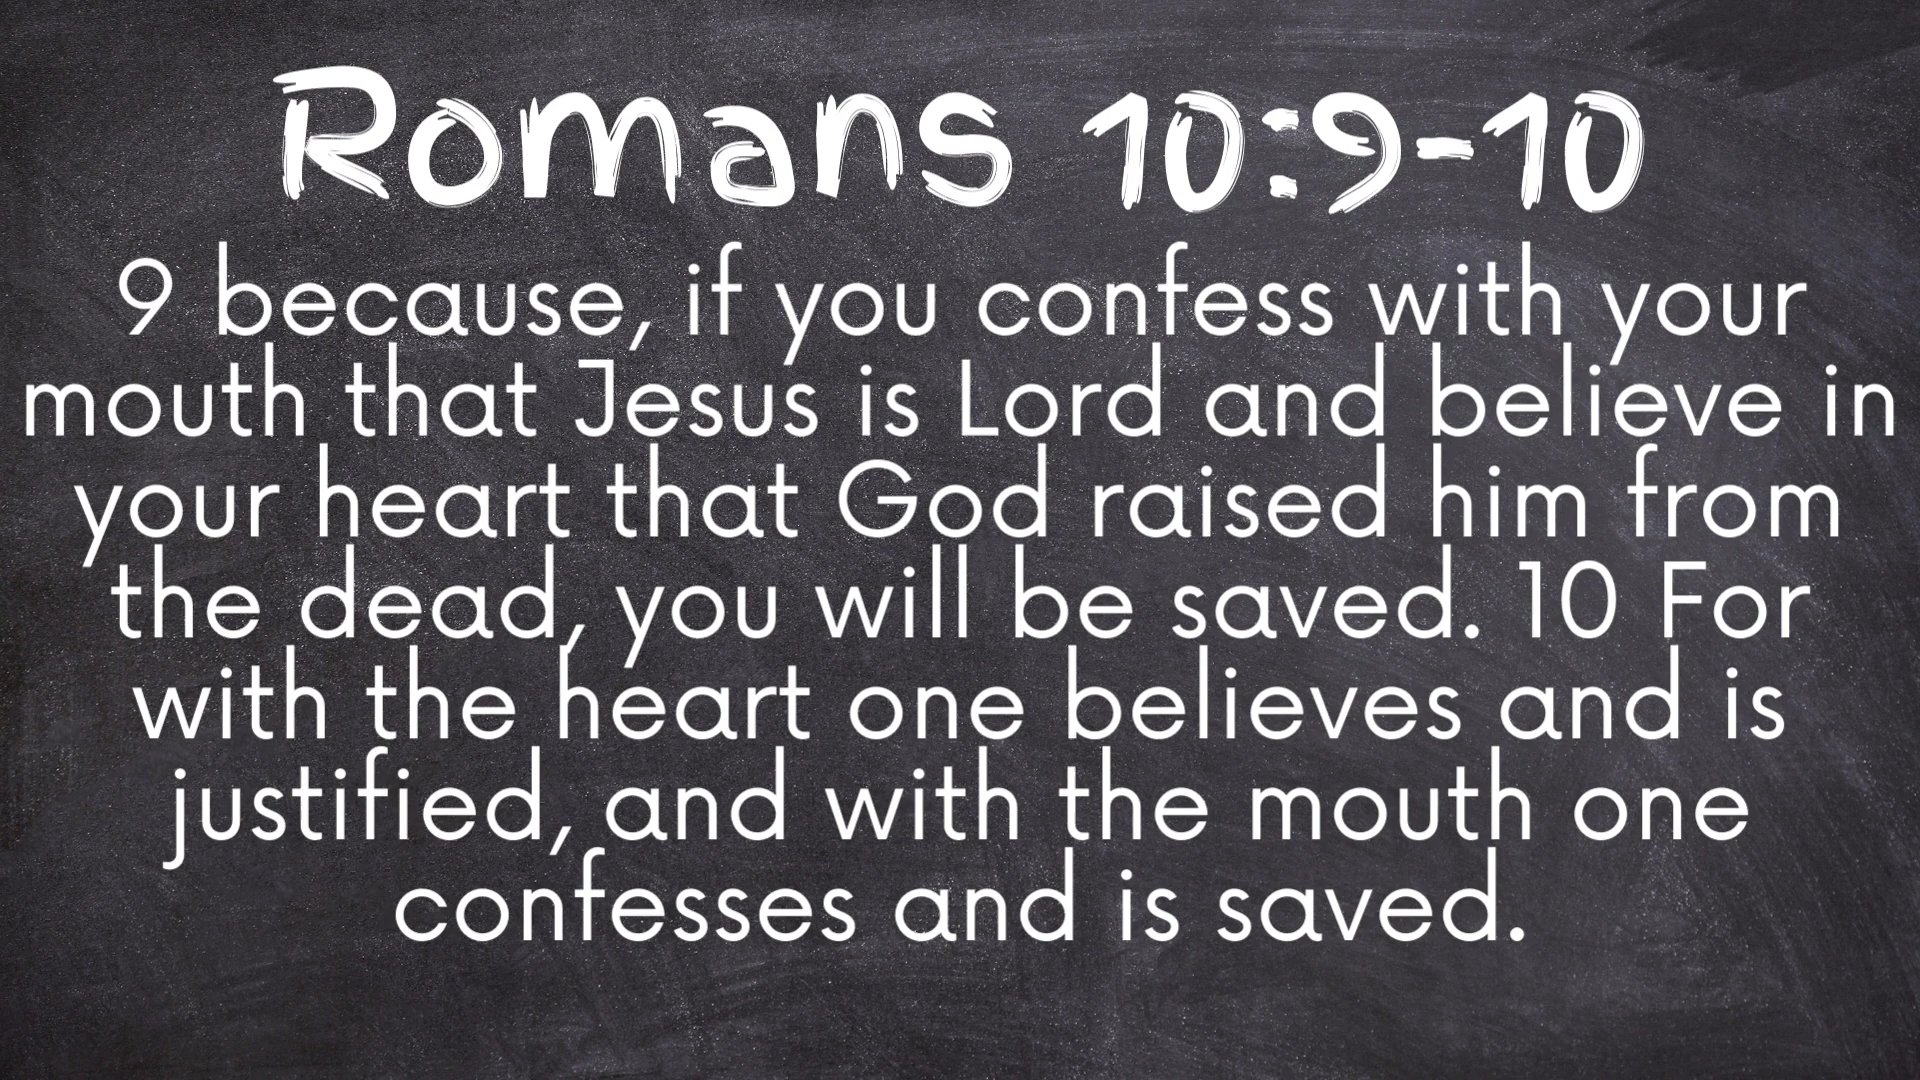 Romans 10:9-10
9 because, if you confess with your
mouth that Jesus is Lord and believe in
your heart that God raised him from
the dead, you will be saved. 10 For
with the heart one believes and is
justified, and with the mouth one
confesses and is saved.